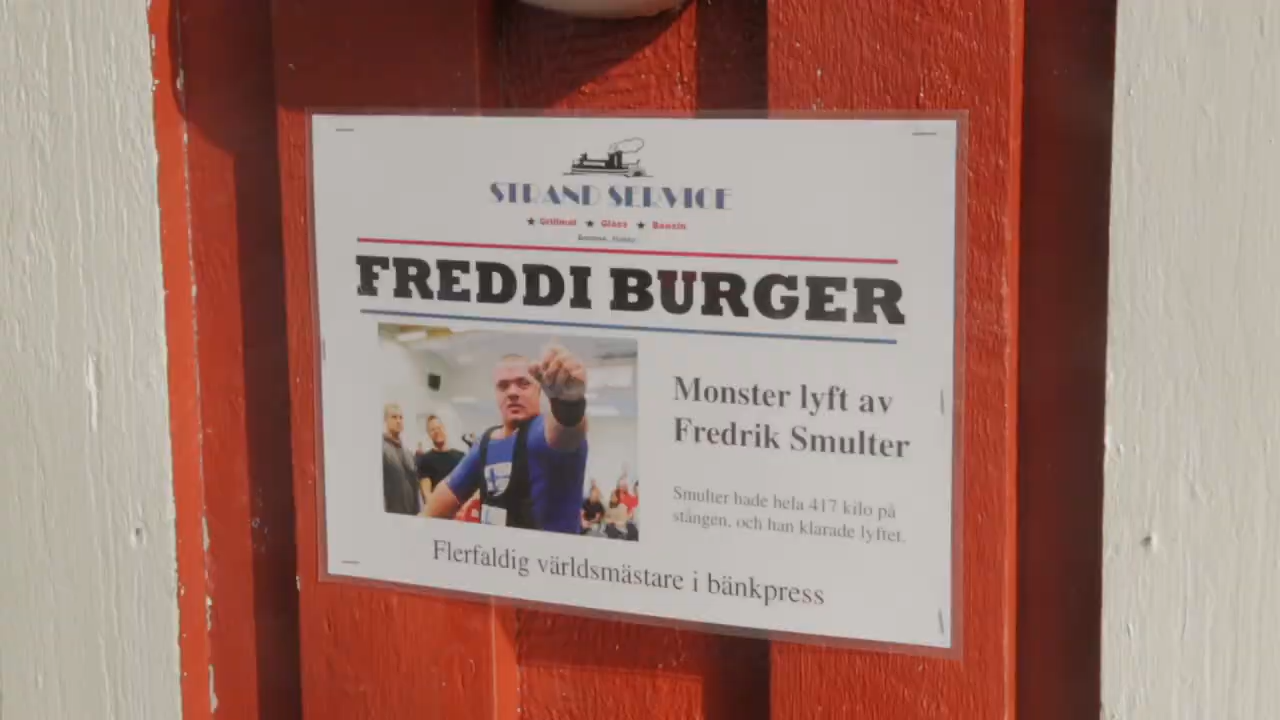 STRAND SERVICE
★ Grillmat ★ Glass ★ Bensin
FREDDI BURGER
Monster lyft av
Fredrik Smulter
Smulter hade hela 417 kilo på
stången, och han klarade lyftet.
Flerfaldig världsmästare i bänkpress